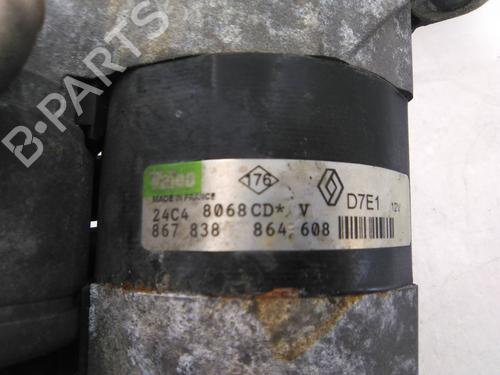 B-PARTS
Valeo
MADE IN FRANCE
176
D7E1 12V
24C4 8068CD* V
867 838 864 608